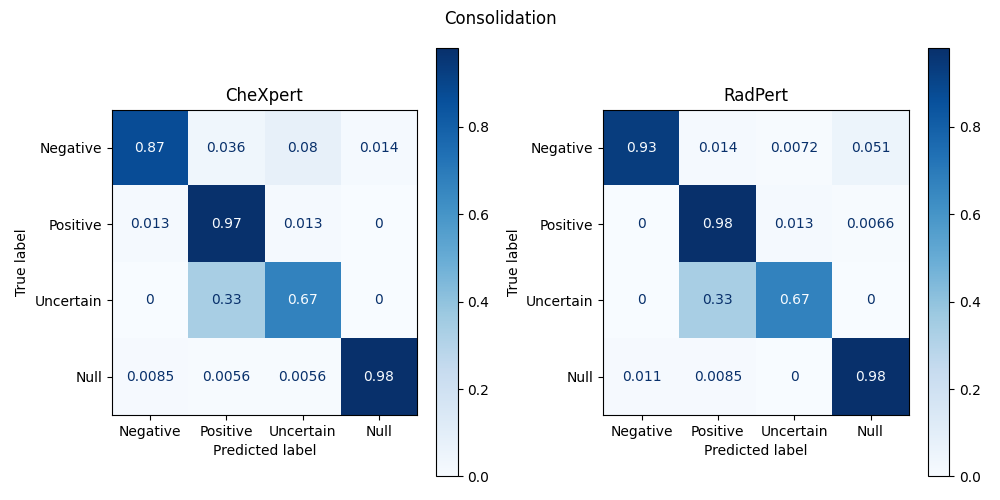 Consolidation
CheXpert
Negative 0.87 0.036 0.08 0.014
Positive 0.013 0.97 0.013 0
Uncertain 0 0.33 0.67 0
Null 0.0085 0.0056 0.0056 0.98
Negative Positive Uncertain Null
Predicted label
True label
0.8
0.6
0.4
0.2
0.0
RadPert
Negative 0.93 0.014 0.0072 0.051
Positive 0 0.98 0.013 0.0066
Uncertain 0 0.33 0.67 0
Null 0.011 0.0085 0 0.98
Negative Positive Uncertain Null
Predicted label
True label
0.8
0.6
0.4
0.2
0.0